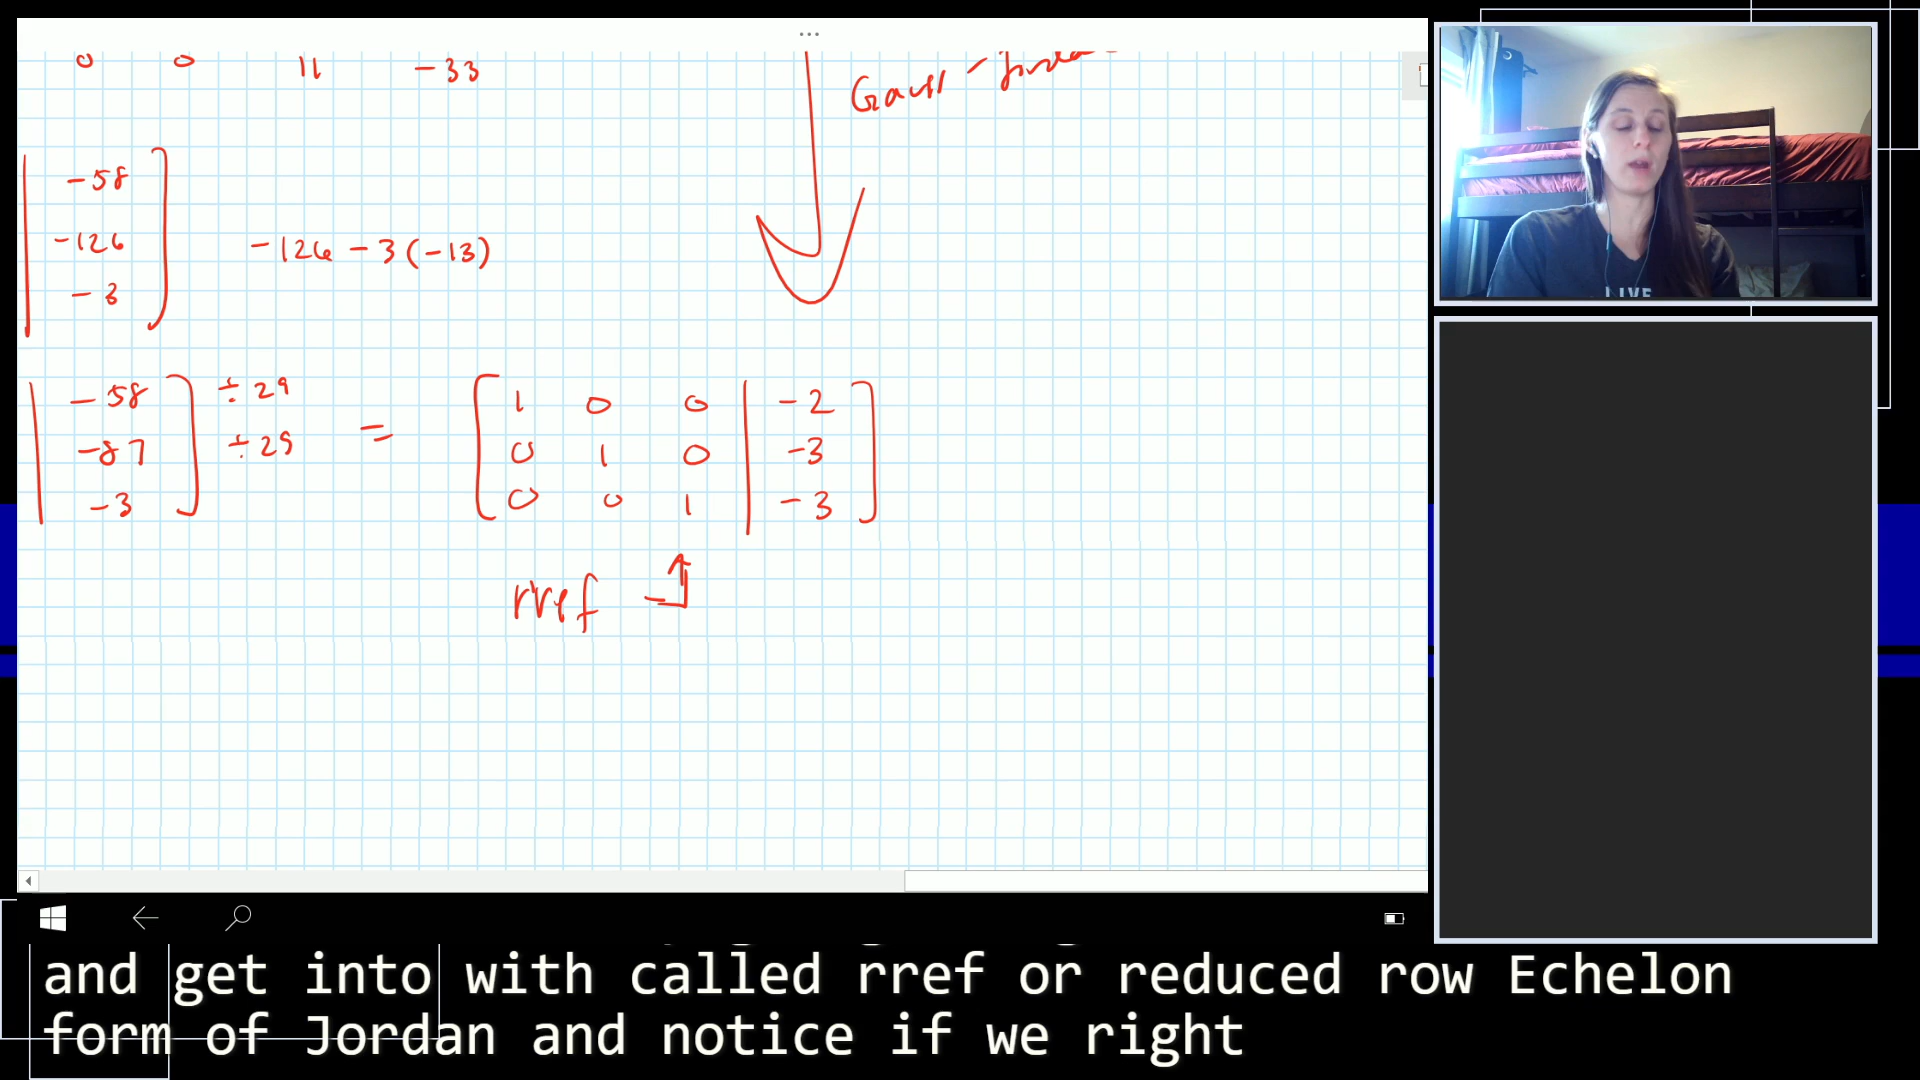 0 0 11 -33
Gauss-Jordan
-58
-126
-3
-126 - 3(-13)
-58 ÷ 29
-87 ÷ 29
-3
=
1 0 0 | -2
0 1 0 | -3
0 0 1 | -3
rref
LIVE
and get into with called rref or reduced row Echelon
form of Jordan and notice if we right